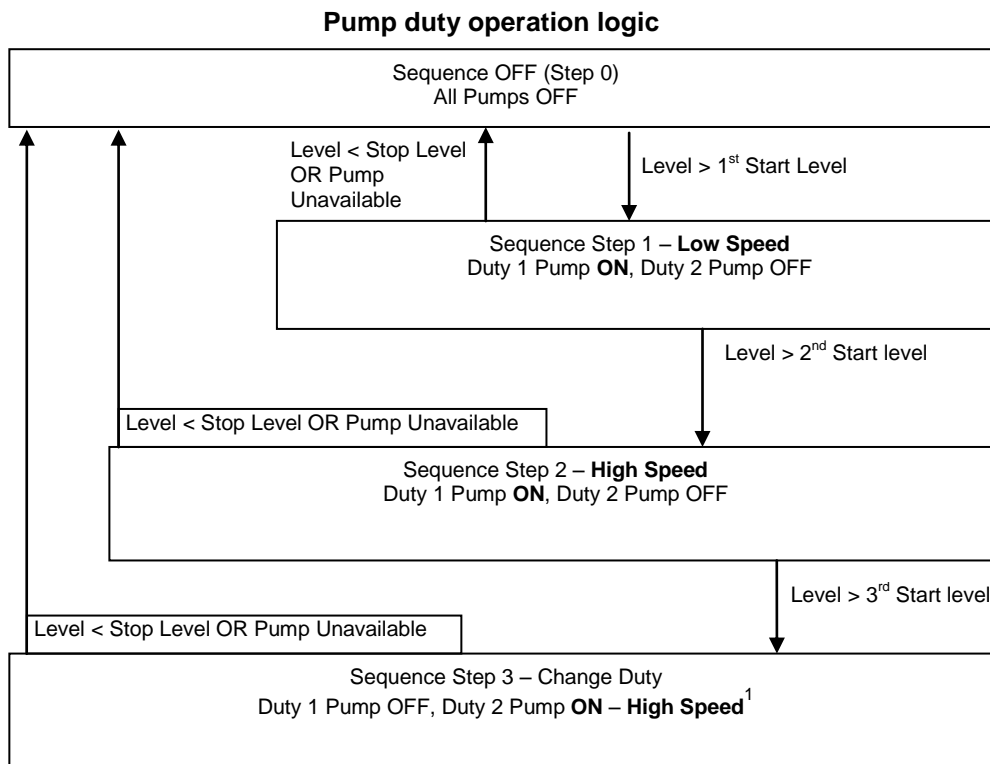 Pump duty operation logic
Sequence OFF (Step 0)
All Pumps OFF
Level < Stop Level
OR Pump
Unavailable
Level > 1st Start Level
Sequence Step 1 – Low Speed
Duty 1 Pump ON, Duty 2 Pump OFF
Level > 2nd Start level
Level < Stop Level OR Pump Unavailable
Sequence Step 2 – High Speed
Duty 1 Pump ON, Duty 2 Pump OFF
Level > 3rd Start level
Level < Stop Level OR Pump Unavailable
Sequence Step 3 – Change Duty
Duty 1 Pump OFF, Duty 2 Pump ON – High Speed1